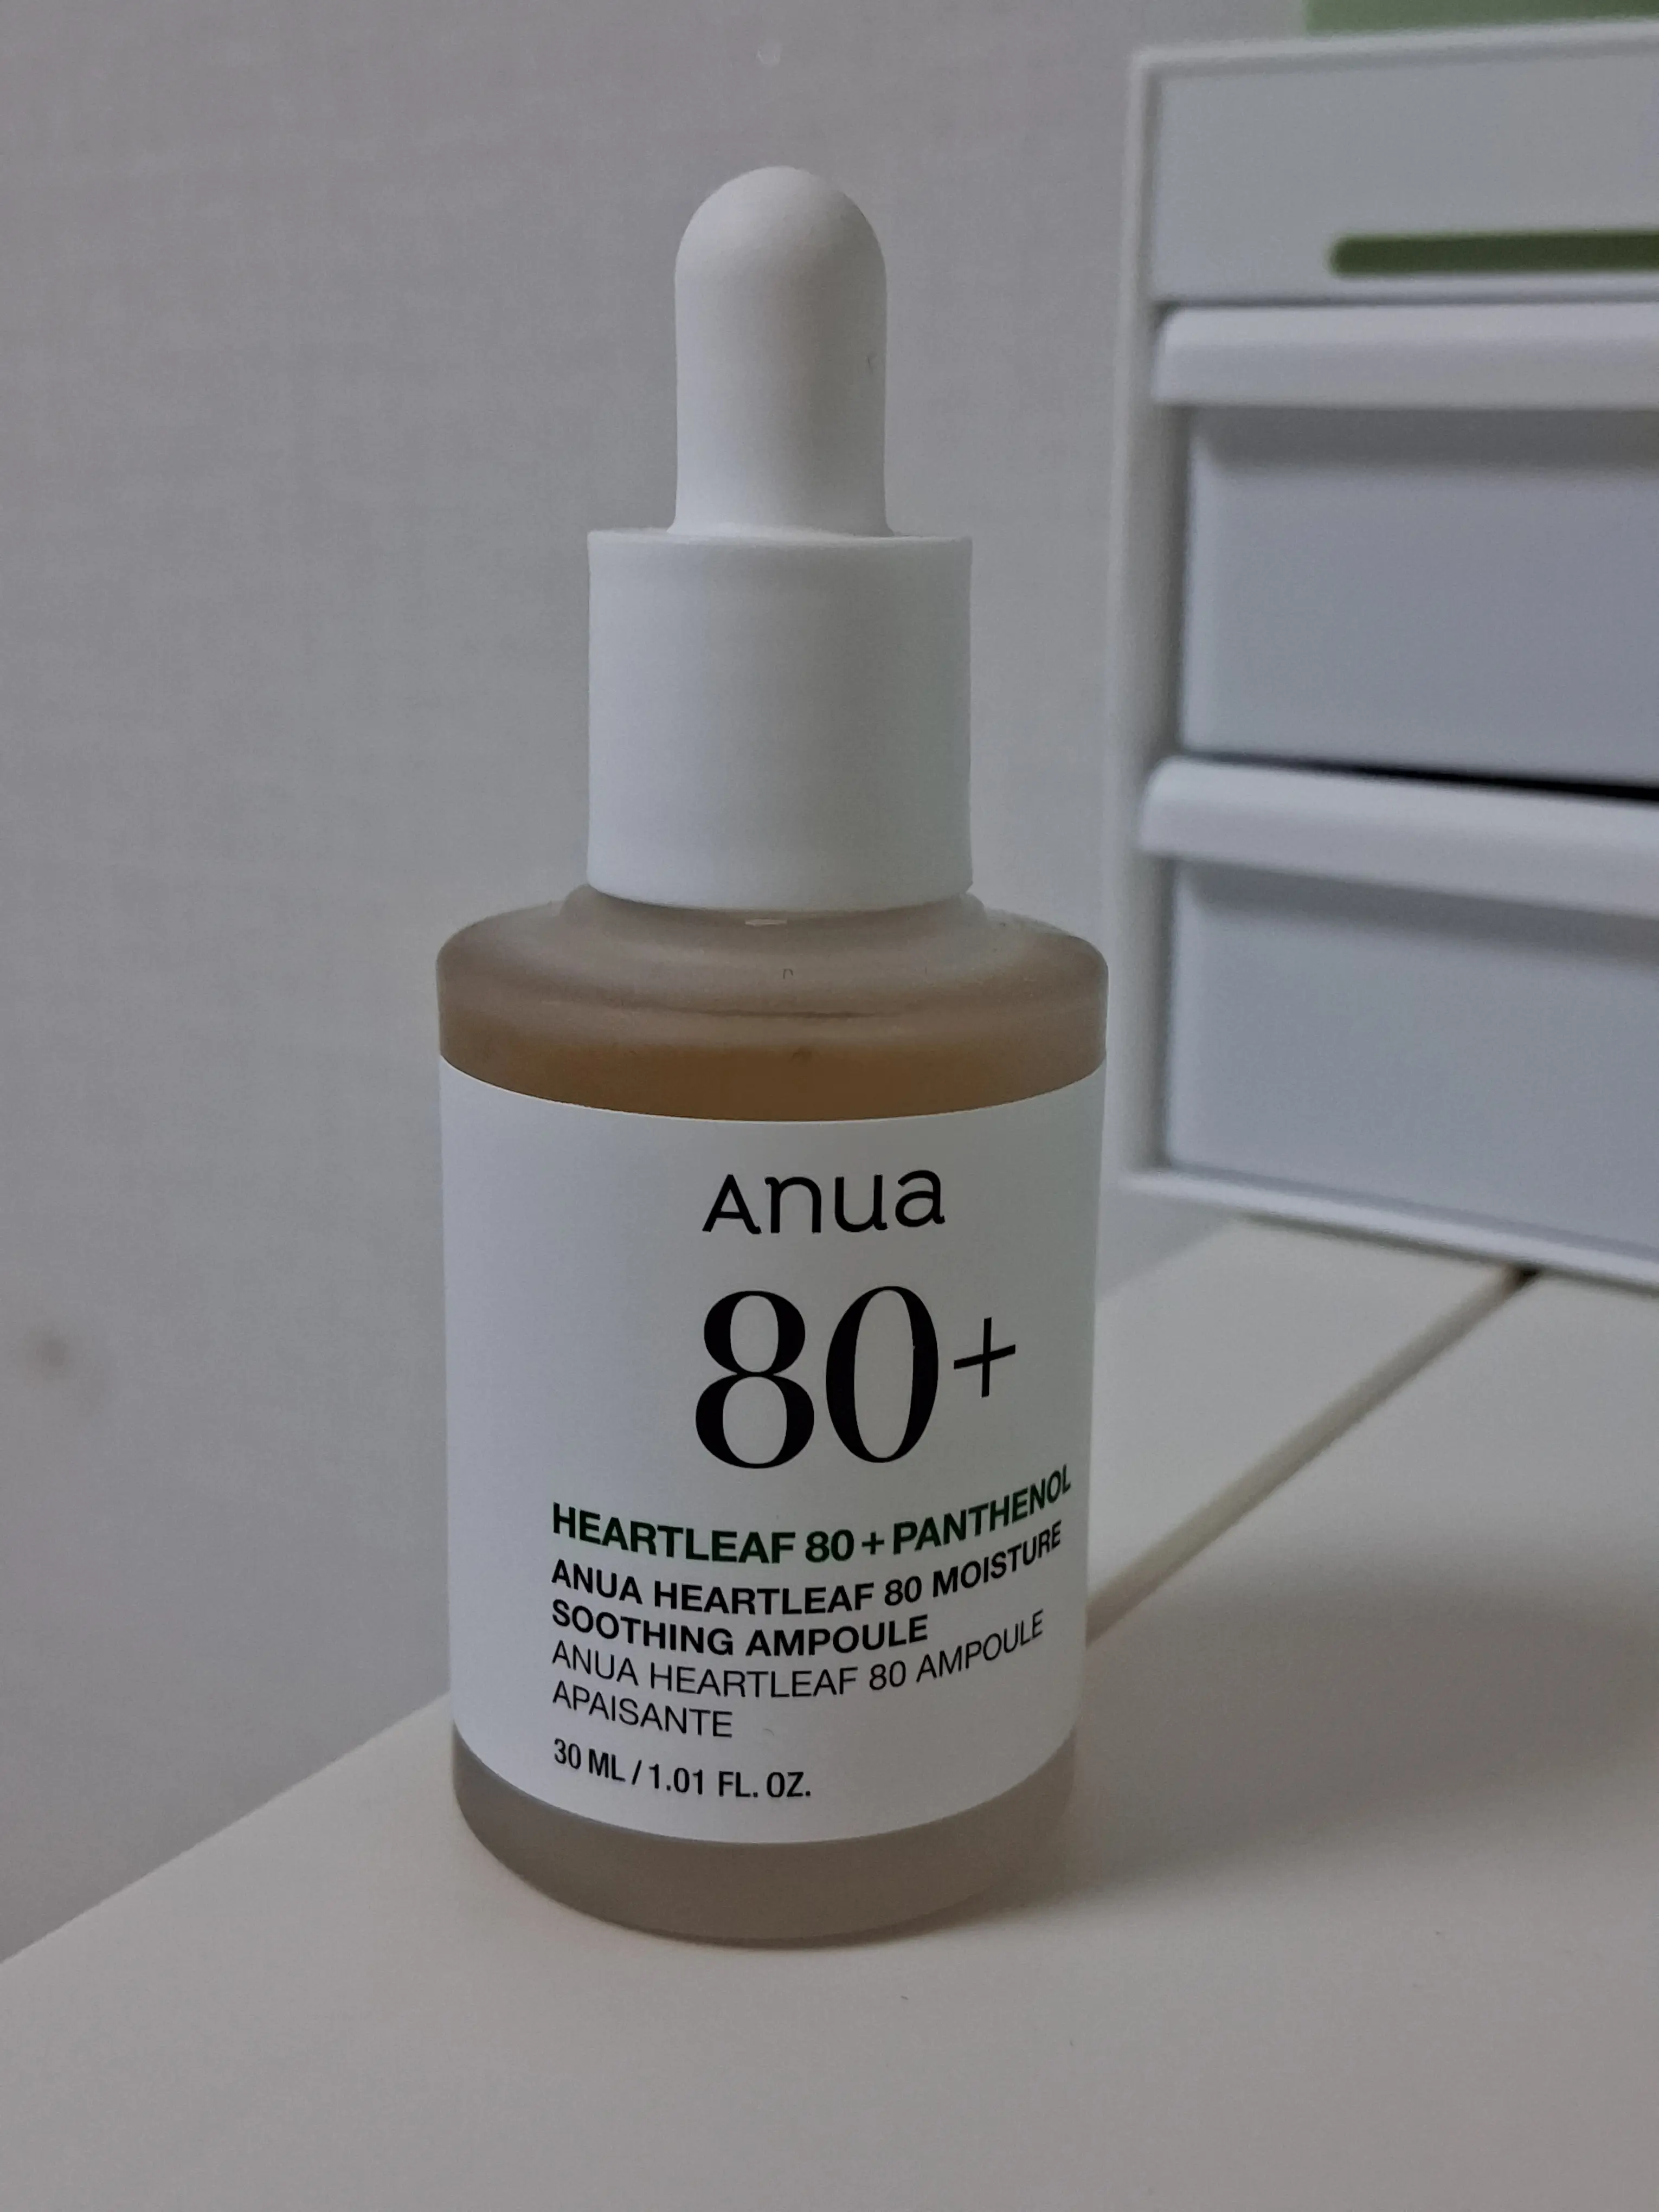 Anua
80+
HEARTLEAF 80+PANTHENOL
ANUA HEARTLEAF 80 MOISTURE
SOOTHING AMPOULE
ANUA HEARTLEAF 80 AMPOULE
APAISANTE
30 ML / 1.01 FL. OZ.